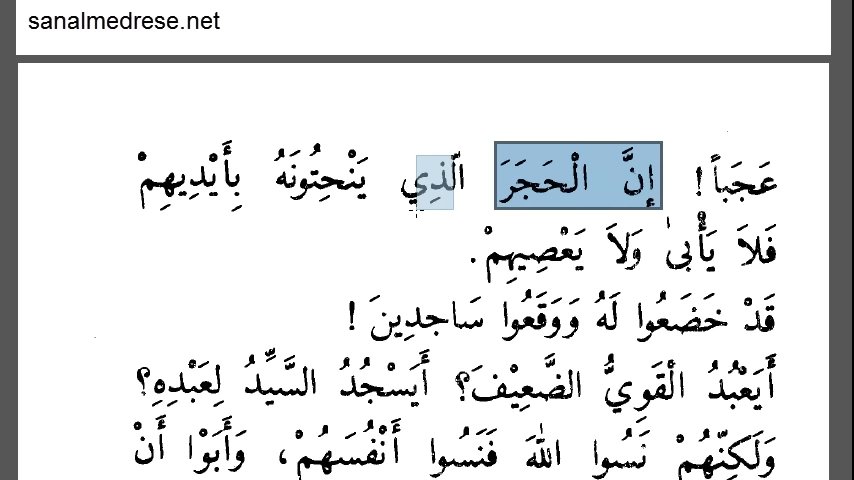 sanalmedrese.net
عَجَباً! إِنَّ الْحَجَرَ الَّذِي يَنْحِتُونَهُ بِأَيْدِيهِمْ
فَلاَ يَأْبىٰ وَلاَ يَعْصِيهِمْ.
قَدْ خَضَعُوا لَهُ وَوَقَعُوا سَاجِدِينَ!
أَيَعْبُدُ الْقَوِيُّ الضَّعِيْفَ؟ أَيَسْجُدُ السَّيِّدُ لِعَبْدِهِ؟
وَلَكِنَّهُمْ نَسُوا اللهَ فَنَسُوا أَنْفُسَهُمْ، وَأَبَوْا أَنْ